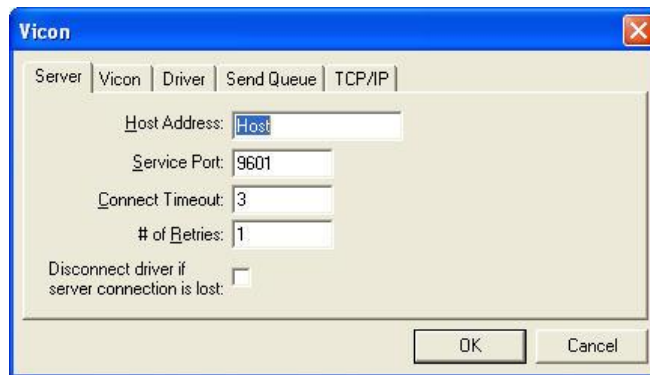 Vicon
Server Vicon Driver Send Queue TCP/IP
Host Address: Host
Service Port: 9601
Connect Timeout: 3
# of Retries: 1
Disconnect driver if
server connection is lost:
OK Cancel